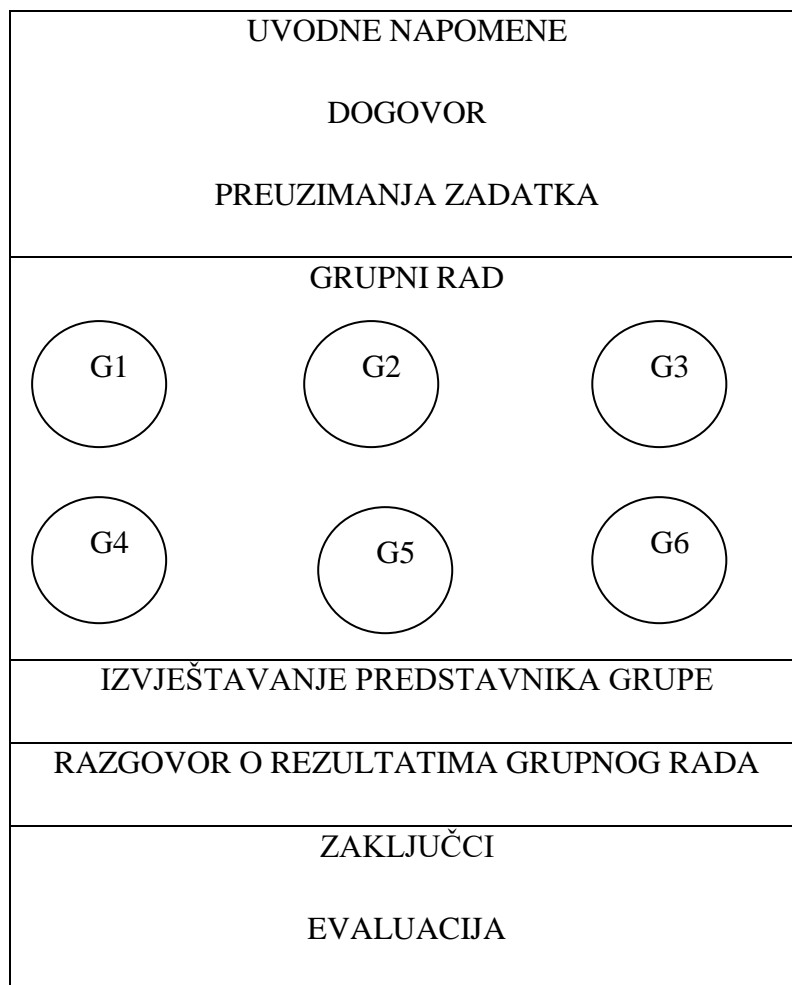 UVODNE NAPOMENE
DOGOVOR
PREUZIMANJA ZADATKA
GRUPNI RAD
G1
G2
G3
G4
G5
G6
IZVJEŠTAVANJE PREDSTAVNIKA GRUPE
RAZGOVOR O REZULTATIMA GRUPNOG RADA
ZAKLJUČCI
EVALUACIJA